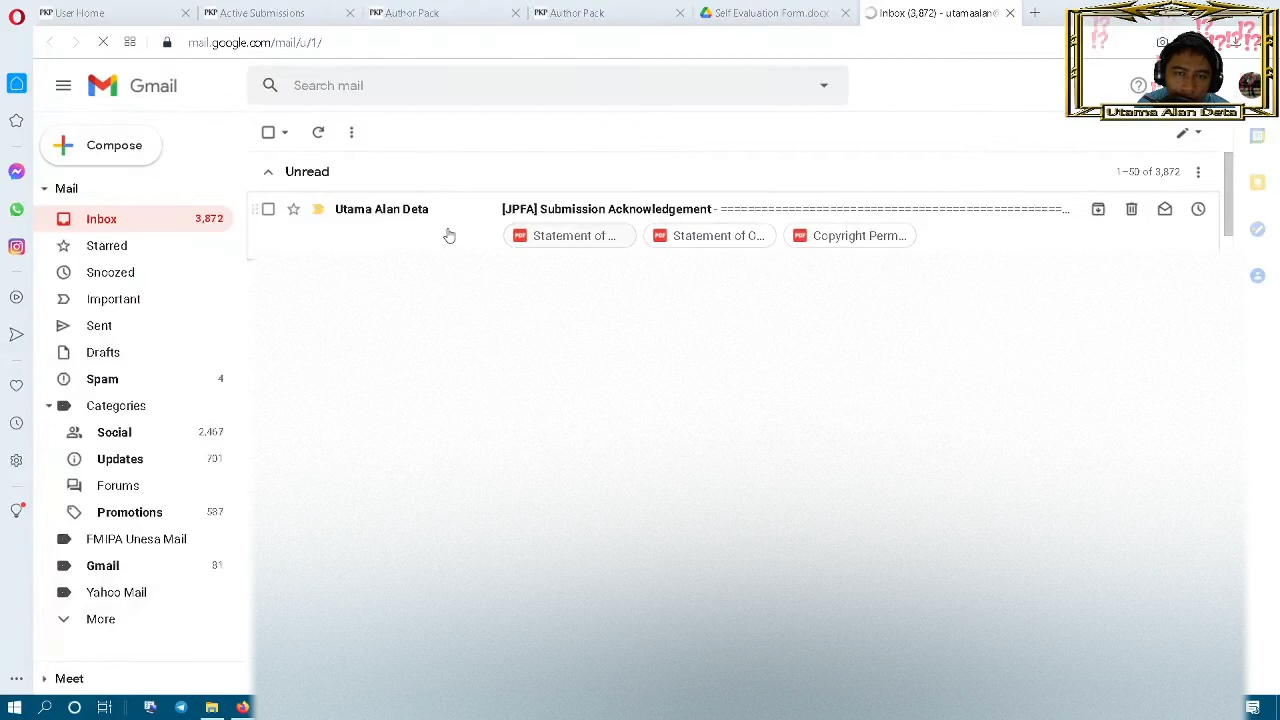 User Home
Active Submissions
Author Pack
Author Pack
Self Evaluation Form.docx
Inbox (3,872) - utamaalan
mail.google.com/mail/u/1/
Gmail
Search mail
Utama Alan Deta
Compose
Mail
Unread
1–50 of 3,872
Inbox 3,872
Utama Alan Deta [JPFA] Submission Acknowledgement - ...
Statement of ... Statement of C... Copyright Perm...
Starred
Snoozed
Important
Sent
Drafts
Spam 4
Categories
Social 2,467
Updates 701
Forums
Promotions 587
FMIPA Unesa Mail
Gmail 81
Yahoo Mail
More
Meet